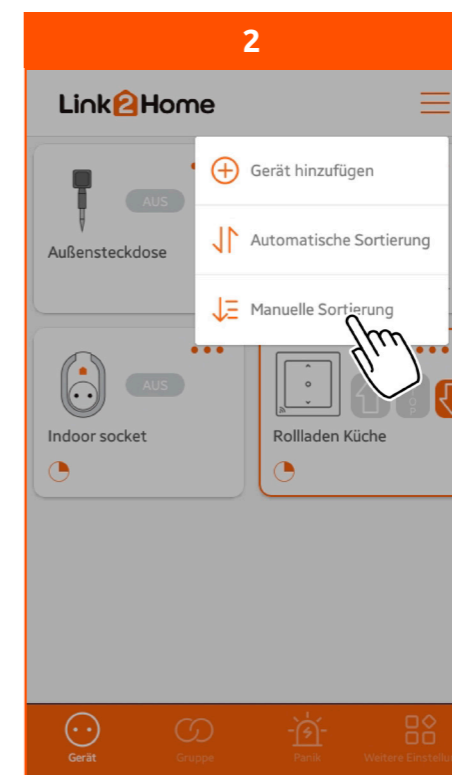 2
Link2Home
Gerät hinzufügen
AUS
Automatische Sortierung
Außensteckdose
Manuelle Sortierung
AUS
STOP
Indoor socket
Rollladen Küche
Gerät
Gruppe
Panik
Weitere Einstellu